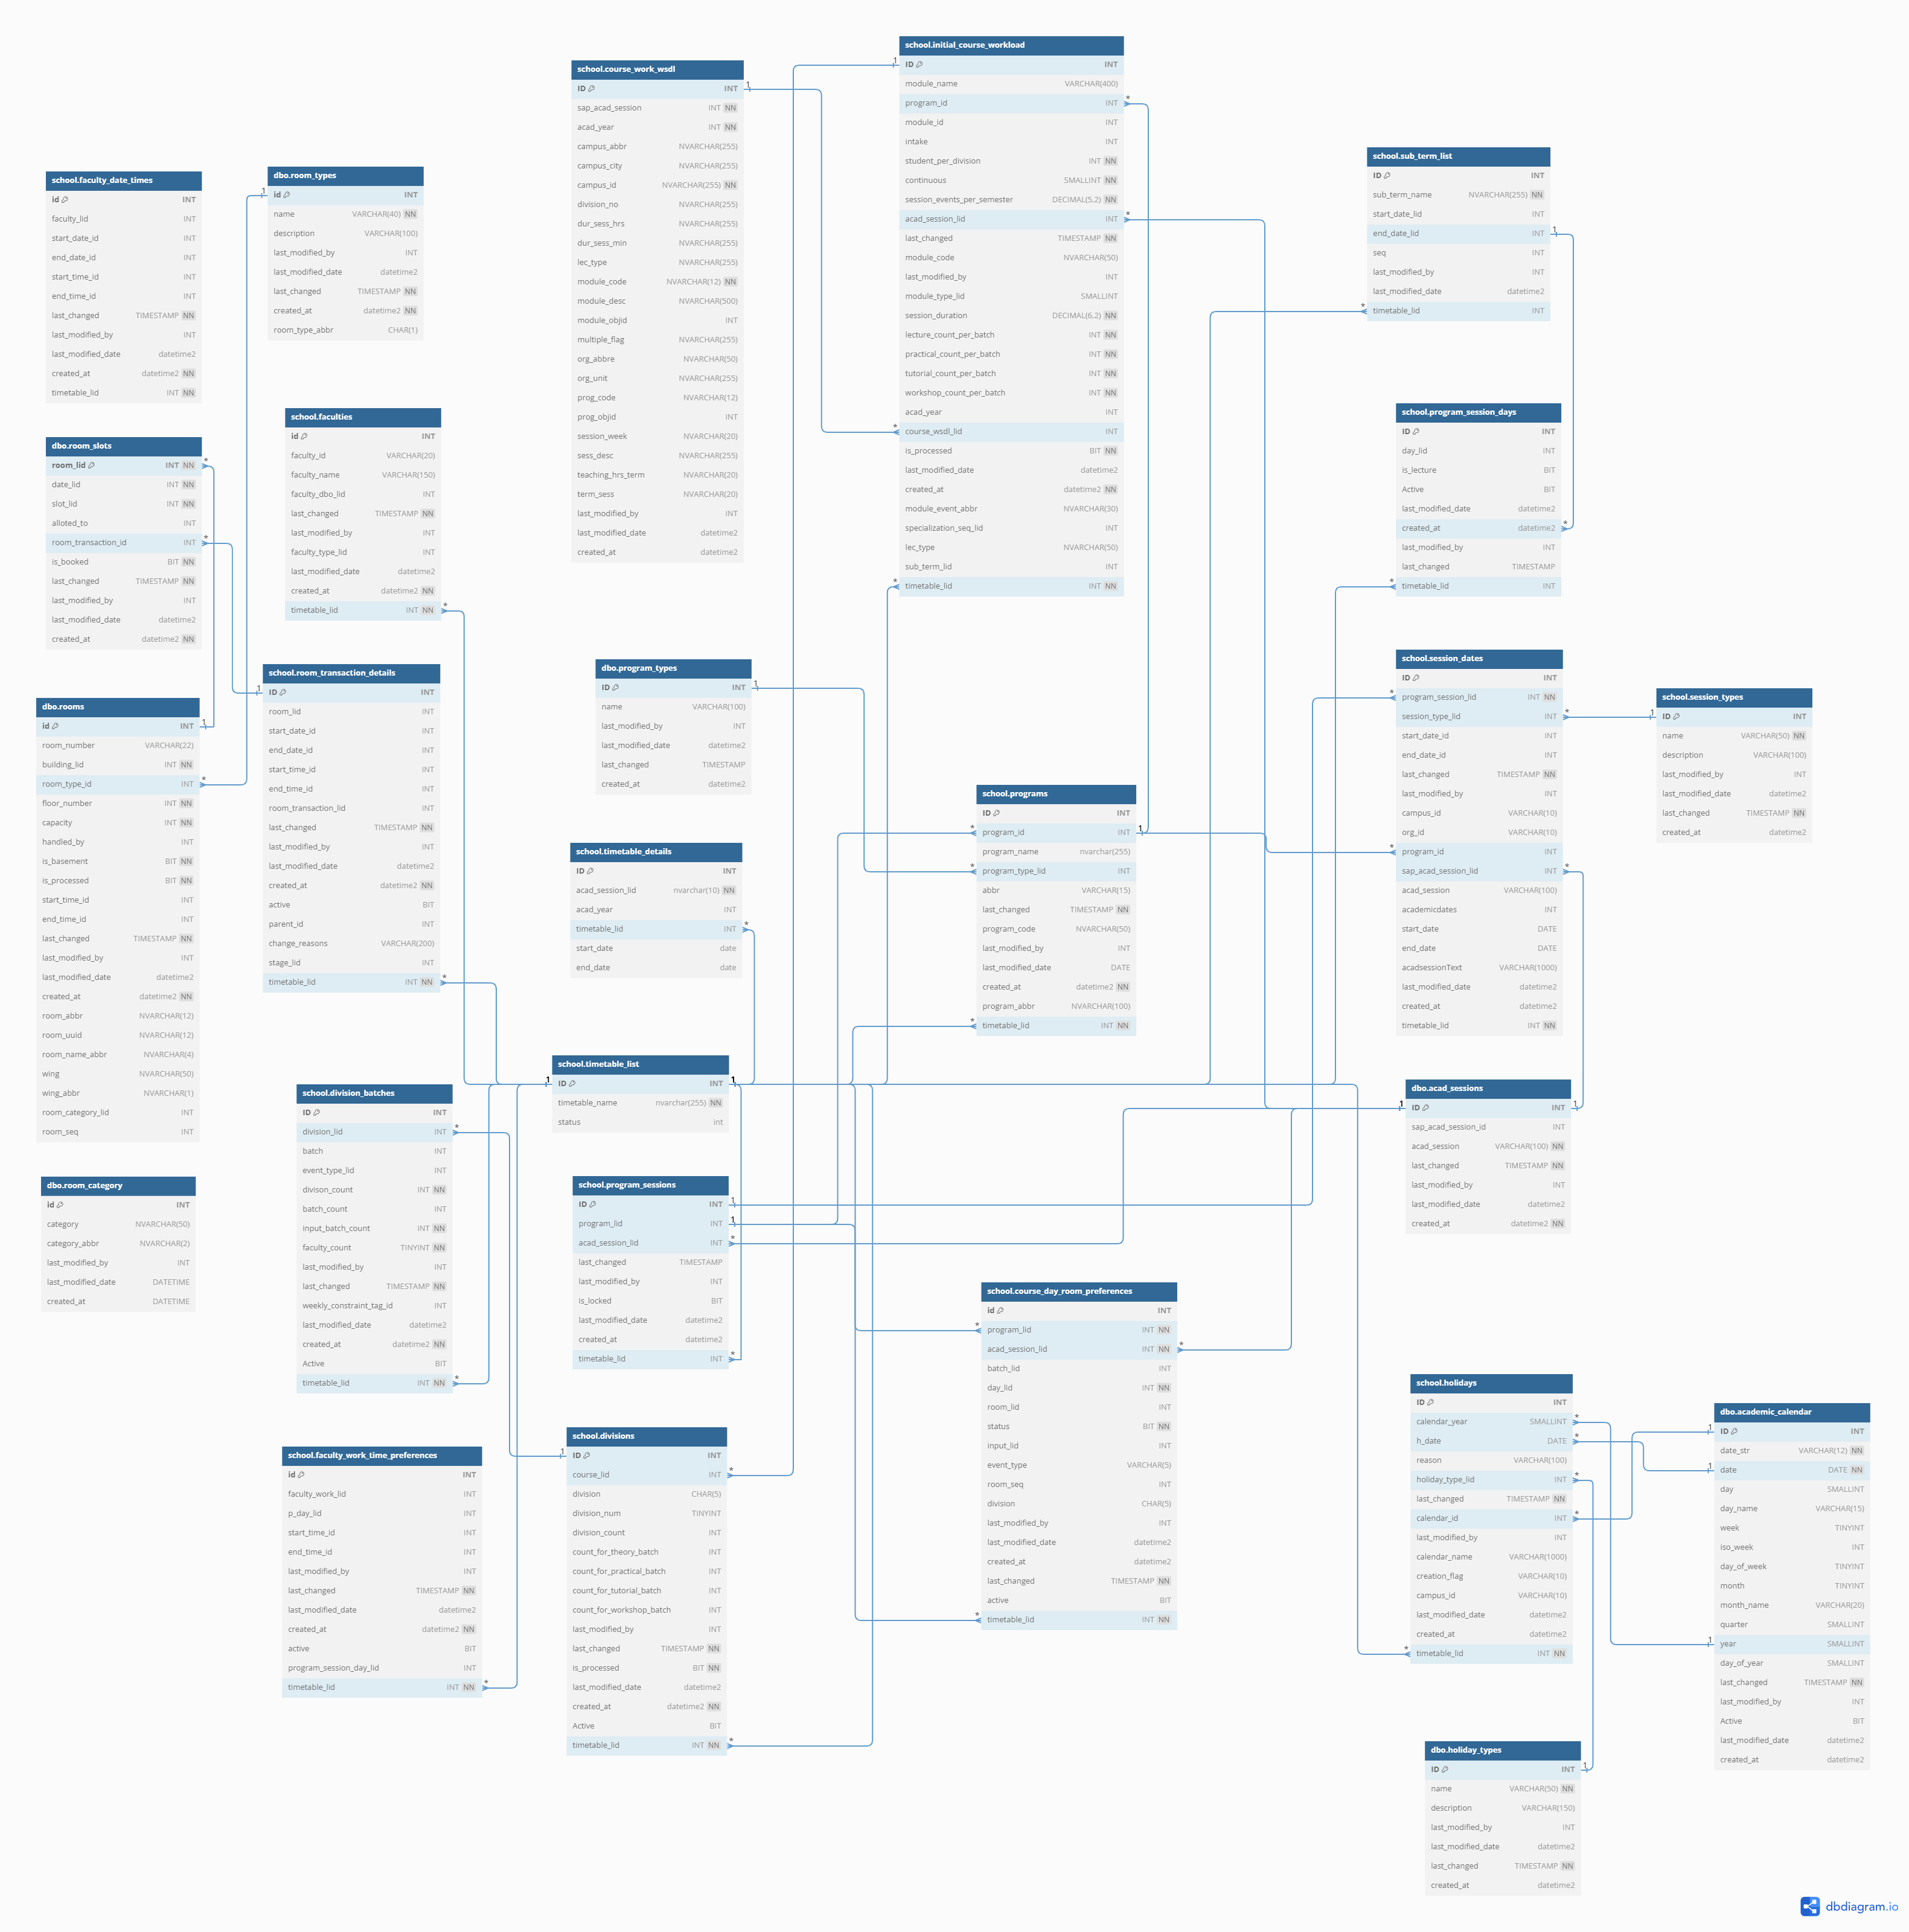 school.initial_course_workload
ID INT
module_name VARCHAR(400)
program_id INT
module_id INT
intake INT
student_per_division INT NN
continuous SMALLINT NN
session_events_per_semester DECIMAL(5,2) NN
acad_session_lid INT
last_changed TIMESTAMP NN
module_code NVARCHAR(50)
last_modified_by INT
module_type_lid SMALLINT
session_duration DECIMAL(6,2) NN
lecture_count_per_batch INT NN
practical_count_per_batch INT NN
tutorial_count_per_batch INT NN
workshop_count_per_batch INT NN
acad_year INT
course_wsdl_lid INT
is_processed BIT NN
last_modified_date datetime2
created_at datetime2 NN
module_event_abbr NVARCHAR(30)
specialization_seq_lid INT
lec_type NVARCHAR(50)
sub_term_lid INT
timetable_lid INT NN
school.course_work_wsdl
ID INT
sap_acad_session INT NN
acad_year INT NN
campus_abbr NVARCHAR(255)
campus_city NVARCHAR(255)
campus_id NVARCHAR(255) NN
division_no NVARCHAR(255)
dur_sess_hrs NVARCHAR(255)
dur_sess_min NVARCHAR(255)
lec_type NVARCHAR(255)
module_code NVARCHAR(12) NN
module_desc NVARCHAR(500)
module_objid INT
multiple_flag NVARCHAR(255)
org_abbre NVARCHAR(50)
org_unit NVARCHAR(255)
prog_code NVARCHAR(12)
prog_objid INT
session_week NVARCHAR(20)
sess_desc NVARCHAR(255)
teaching_hrs_term NVARCHAR(20)
term_sess NVARCHAR(20)
last_modified_by INT
last_modified_date datetime2
created_at datetime2
school.sub_term_list
ID INT
sub_term_name NVARCHAR(255) NN
start_date_lid INT
end_date_lid INT
seq INT
last_modified_by INT
last_modified_date datetime2
timetable_lid INT
dbo.room_types
id INT
name VARCHAR(40) NN
description VARCHAR(100)
last_modified_by INT
last_modified_date datetime2
last_changed TIMESTAMP NN
created_at datetime2 NN
room_type_abbr CHAR(1)
school.faculty_date_times
id INT
faculty_lid INT
start_date_id INT
end_date_id INT
start_time_id INT
end_time_id INT
last_changed TIMESTAMP NN
last_modified_by INT
last_modified_date datetime2
created_at datetime2 NN
timetable_lid INT NN
school.program_session_days
ID INT
day_lid INT
is_lecture BIT
Active BIT
last_modified_date datetime2
created_at datetime2
last_modified_by INT
last_changed TIMESTAMP
timetable_lid INT
school.faculties
id INT
faculty_id VARCHAR(20)
faculty_name VARCHAR(150)
faculty_dbo_lid INT
last_changed TIMESTAMP NN
last_modified_by INT
faculty_type_lid INT
last_modified_date datetime2
created_at datetime2 NN
timetable_lid INT NN
dbo.room_slots
room_lid INT NN
date_lid INT NN
slot_lid INT NN
alloted_to INT
room_transaction_id INT
is_booked BIT NN
last_changed TIMESTAMP NN
last_modified_by INT
last_modified_date datetime2
created_at datetime2 NN
school.session_dates
program_session_lid INT NN
session_type_lid INT
start_date_id INT
end_date_id INT
last_changed TIMESTAMP NN
last_modified_by INT
campus_id VARCHAR(10)
org_id VARCHAR(10)
program_id INT
sap_acad_session_lid INT
acad_session VARCHAR(100)
academicdates INT
start_date DATE
end_date DATE
acadsessionText VARCHAR(1000)
last_modified_date datetime2
created_at datetime2
timetable_lid INT NN
dbo.program_types
ID INT
name VARCHAR(100)
last_modified_by INT
last_modified_date datetime2
last_changed TIMESTAMP
created_at datetime2
school.room_transaction_details
ID INT
room_lid INT
start_date_id INT
end_date_id INT
start_time_id INT
end_time_id INT
room_transaction_lid INT
last_changed TIMESTAMP NN
last_modified_by INT
last_modified_date datetime2
created_at datetime2 NN
active BIT
parent_id INT
change_reasons VARCHAR(200)
stage_lid INT
timetable_lid INT NN
school.session_types
ID INT
name VARCHAR(50) NN
description VARCHAR(100)
last_modified_by INT
last_modified_date datetime2
last_changed TIMESTAMP NN
created_at datetime2
dbo.rooms
id INT
room_number VARCHAR(22)
building_lid INT NN
room_type_id INT
floor_number INT NN
capacity INT NN
handled_by INT
is_basement BIT NN
is_processed BIT NN
start_time_id INT
end_time_id INT
last_changed TIMESTAMP NN
last_modified_by INT
last_modified_date datetime2
created_at datetime2 NN
room_abbr NVARCHAR(12)
room_uuid NVARCHAR(12)
room_name_abbr NVARCHAR(4)
wing NVARCHAR(50)
wing_abbr NVARCHAR(1)
room_category_lid INT
room_seq INT
school.programs
ID INT
program_id INT
program_name nvarchar(255)
program_type_lid INT
abbr VARCHAR(15)
last_changed TIMESTAMP NN
program_code NVARCHAR(50)
last_modified_by INT
last_modified_date DATE
created_at datetime2 NN
program_abbr NVARCHAR(100)
timetable_lid INT NN
school.timetable_details
ID INT
acad_session_lid nvarchar(10) NN
acad_year INT
timetable_lid INT
start_date date
end_date date
school.timetable_list
ID INT
timetable_name nvarchar(255) NN
status int
dbo.acad_sessions
ID INT
sap_acad_session_id INT
acad_session VARCHAR(100) NN
last_changed TIMESTAMP NN
last_modified_by INT
last_modified_date datetime2
created_at datetime2 NN
school.division_batches
ID INT
division_lid INT
batch INT
event_type_lid INT
divison_count INT NN
batch_count INT
input_batch_count INT NN
faculty_count TINYINT NN
last_modified_by INT
last_changed TIMESTAMP NN
weekly_constraint_tag_id INT
last_modified_date datetime2
created_at datetime2 NN
Active BIT
timetable_lid INT NN
school.program_sessions
ID INT
program_lid INT
acad_session_lid INT
last_changed TIMESTAMP
last_modified_by INT
is_locked BIT
last_modified_date datetime2
created_at datetime2
timetable_lid INT
dbo.room_category
id INT
category NVARCHAR(50)
category_abbr NVARCHAR(2)
last_modified_by INT
last_modified_date DATETIME
created_at DATETIME
school.course_day_room_preferences
id INT
program_lid INT NN
acad_session_lid INT NN
batch_lid INT
day_lid INT NN
room_lid INT
status BIT NN
input_lid INT
event_type VARCHAR(5)
room_seq INT
division CHAR(5)
last_modified_by INT
last_modified_date datetime2
created_at datetime2
last_changed TIMESTAMP NN
active BIT
timetable_lid INT NN
school.holidays
ID INT
calendar_year SMALLINT
h_date DATE
reason VARCHAR(100)
holiday_type_lid INT
last_changed TIMESTAMP NN
calendar_id INT
last_modified_by INT
calendar_name VARCHAR(1000)
creation_flag VARCHAR(10)
campus_id VARCHAR(10)
last_modified_date datetime2
created_at datetime2
timetable_lid INT NN
dbo.academic_calendar
ID INT
date_str VARCHAR(12) NN
date DATE NN
day SMALLINT
day_name VARCHAR(15)
week TINYINT
iso_week INT
day_of_week TINYINT
month TINYINT
month_name VARCHAR(20)
quarter SMALLINT
year SMALLINT
day_of_year SMALLINT
last_changed TIMESTAMP NN
last_modified_by INT
Active BIT
last_modified_date datetime2
created_at datetime2
school.divisions
ID INT
course_lid INT
division CHAR(5)
division_num TINYINT
division_count INT
count_for_theory_batch INT
count_for_practical_batch INT
count_for_tutorial_batch INT
count_for_workshop_batch INT
last_modified_by INT
last_changed TIMESTAMP NN
is_processed BIT NN
last_modified_date datetime2
created_at datetime2 NN
Active BIT
timetable_lid INT NN
school.faculty_work_time_preferences
id INT
faculty_work_lid INT
p_day_lid INT
start_time_id INT
end_time_id INT
last_modified_by INT
last_changed TIMESTAMP NN
last_modified_date datetime2
created_at datetime2 NN
active BIT
program_session_day_lid INT
timetable_lid INT NN
dbo.holiday_types
ID INT
name VARCHAR(50) NN
description VARCHAR(150)
last_modified_by INT
last_modified_date datetime2
last_changed TIMESTAMP NN
created_at datetime2
dbdiagram.io